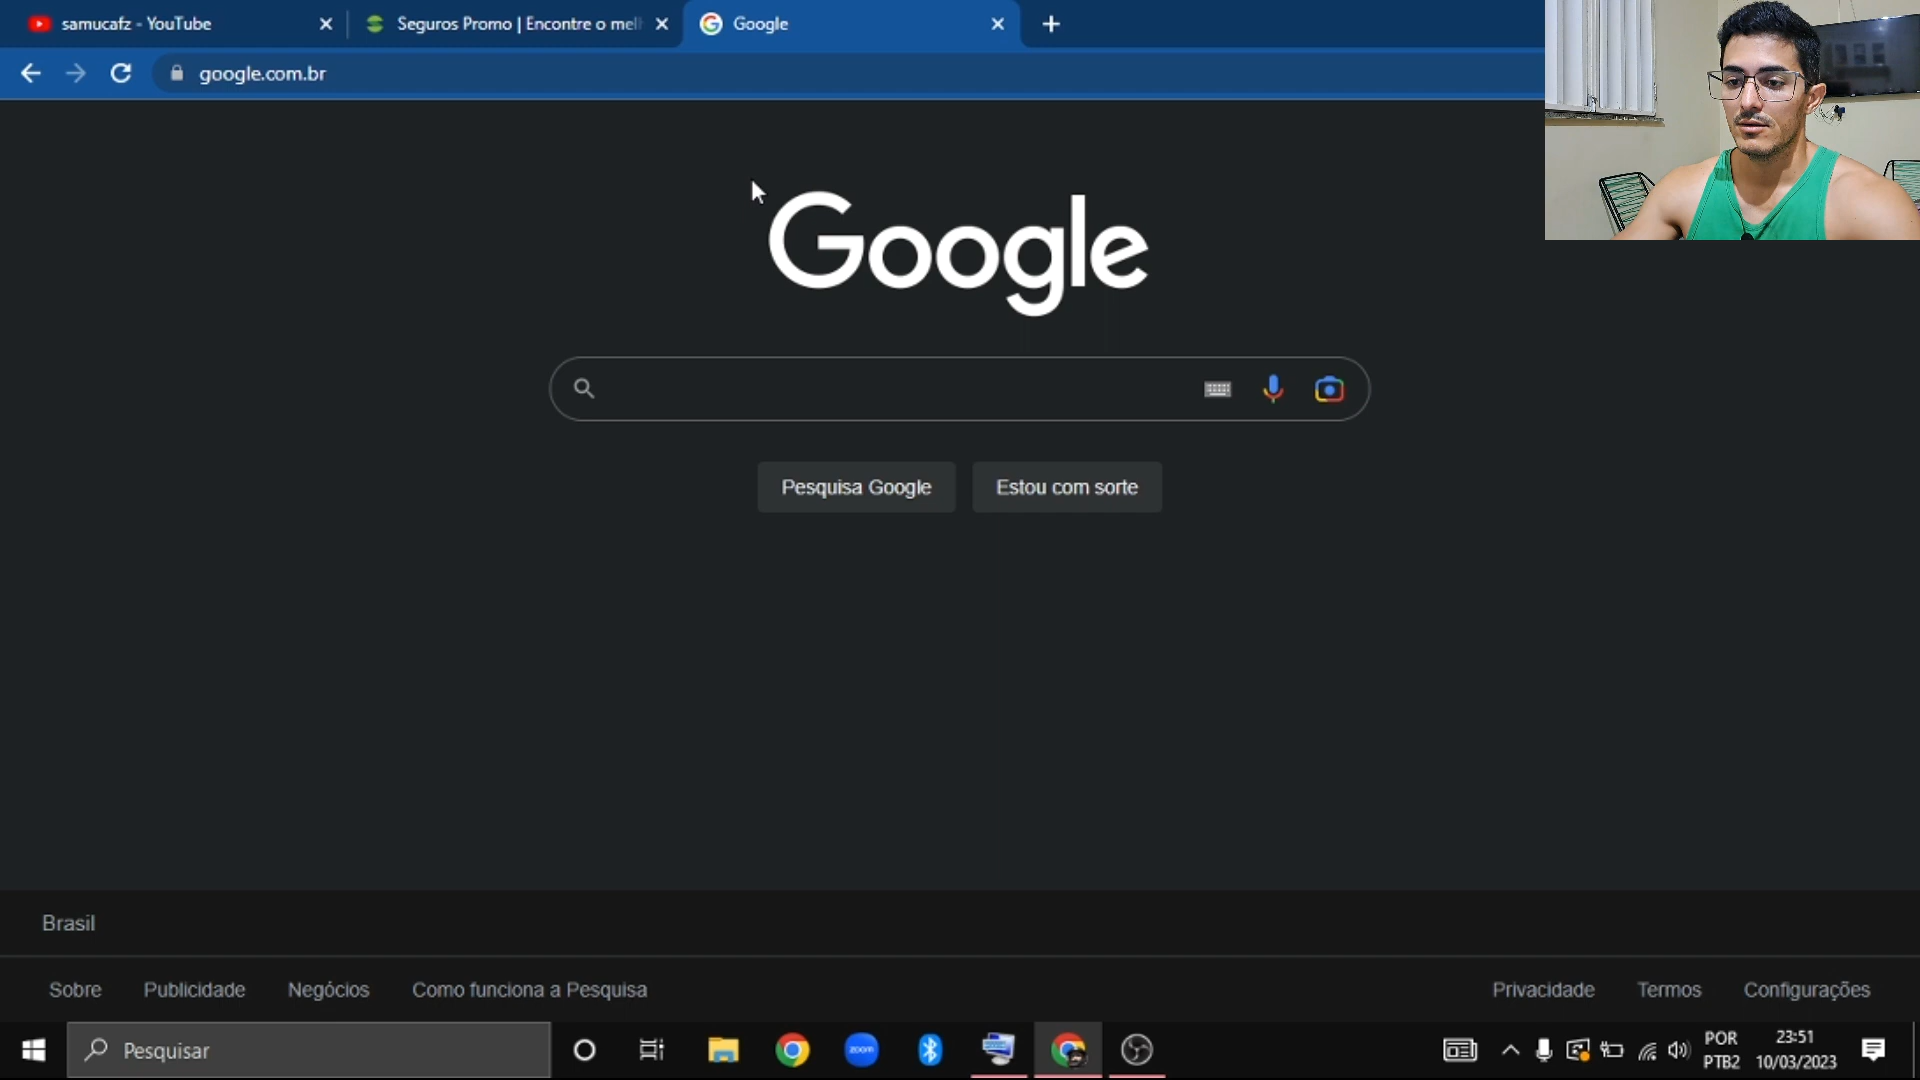 samucafz - YouTube
Seguros Promo | Encontre o mel
Google
google.com.br
Google
Pesquisa Google
Estou com sorte
Brasil
Sobre
Publicidade
Negócios
Como funciona a Pesquisa
Privacidade
Termos
Configurações
Pesquisar
zoom
POR
PTB2
23:51
10/03/2023